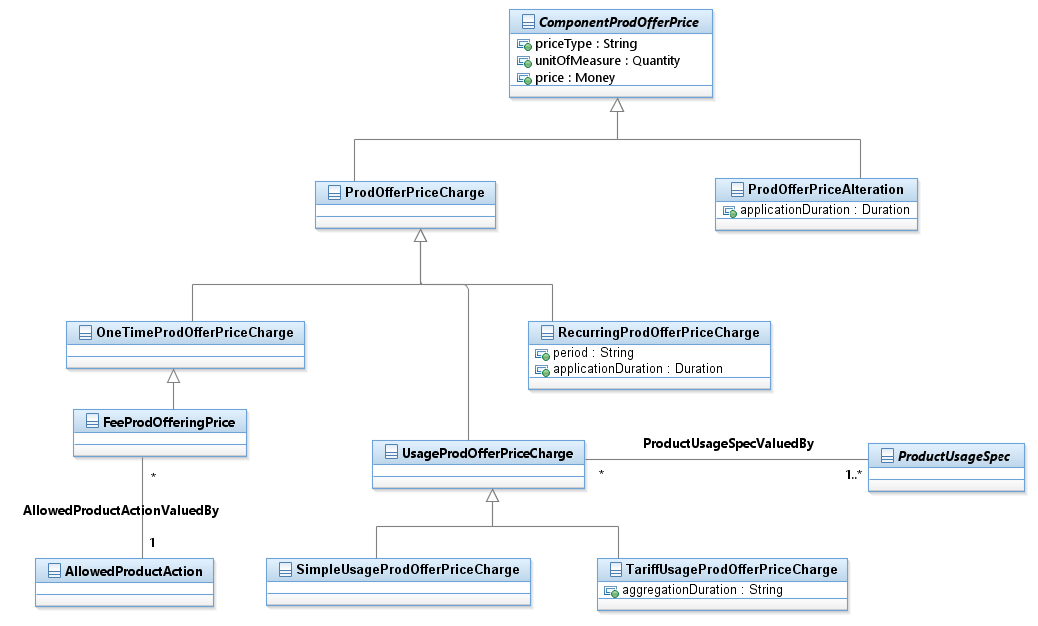 ComponentProdOfferPrice
priceType : String
unitOfMeasure : Quantity
price : Money
ProdOfferPriceCharge
ProdOfferPriceAlteration
applicationDuration : Duration
OneTimeProdOfferPriceCharge
RecurringProdOfferPriceCharge
period : String
applicationDuration : Duration
FeeProdOfferingPrice
UsageProdOfferPriceCharge
ProductUsageSpecValuedBy
ProductUsageSpec
*
1..*
*
AllowedProductActionValuedBy
1
AllowedProductAction
SimpleUsageProdOfferPriceCharge
TariffUsageProdOfferPriceCharge
aggregationDuration : String